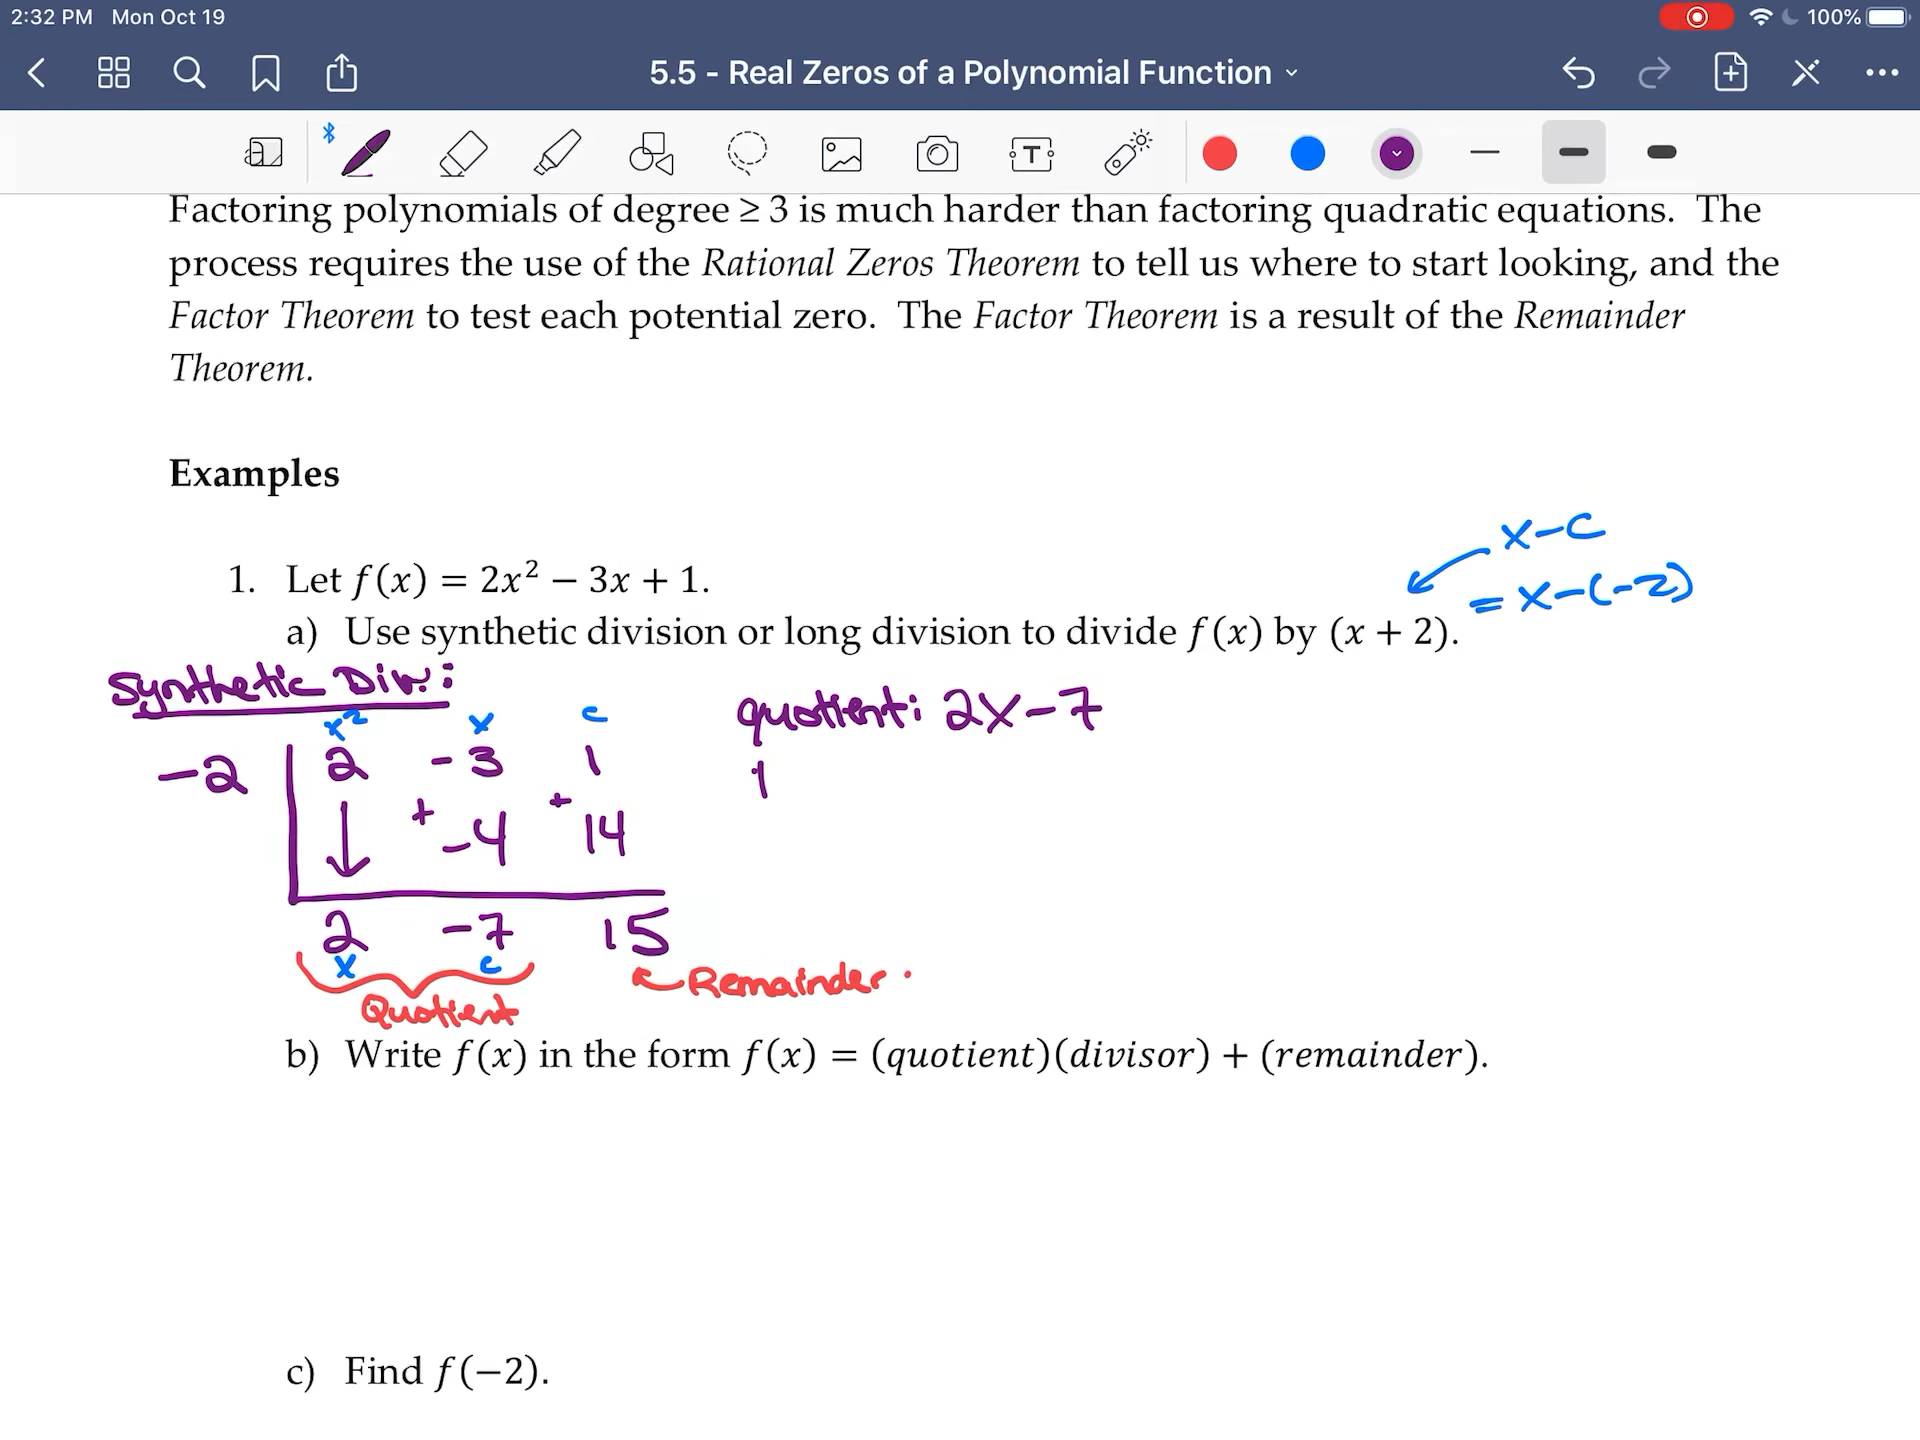 2:32 PM Mon Oct 19
100%
5.5 - Real Zeros of a Polynomial Function
Factoring polynomials of degree ≥ 3 is much harder than factoring quadratic equations. The
process requires the use of the Rational Zeros Theorem to tell us where to start looking, and the
Factor Theorem to test each potential zero. The Factor Theorem is a result of the Remainder
Theorem.
Examples
x-c
= x-(-2)
1. Let f(x) = 2x² − 3x + 1.
a) Use synthetic division or long division to divide f(x) by (x + 2).
Synthetic Div.:
quotient: 2x-7
x² x c
-2 2 -3 1
+ -4 + 14
2 -7 15
x c
Remainder
Quotient
b) Write f(x) in the form f(x) = (quotient)(divisor) + (remainder).
c) Find f(−2).